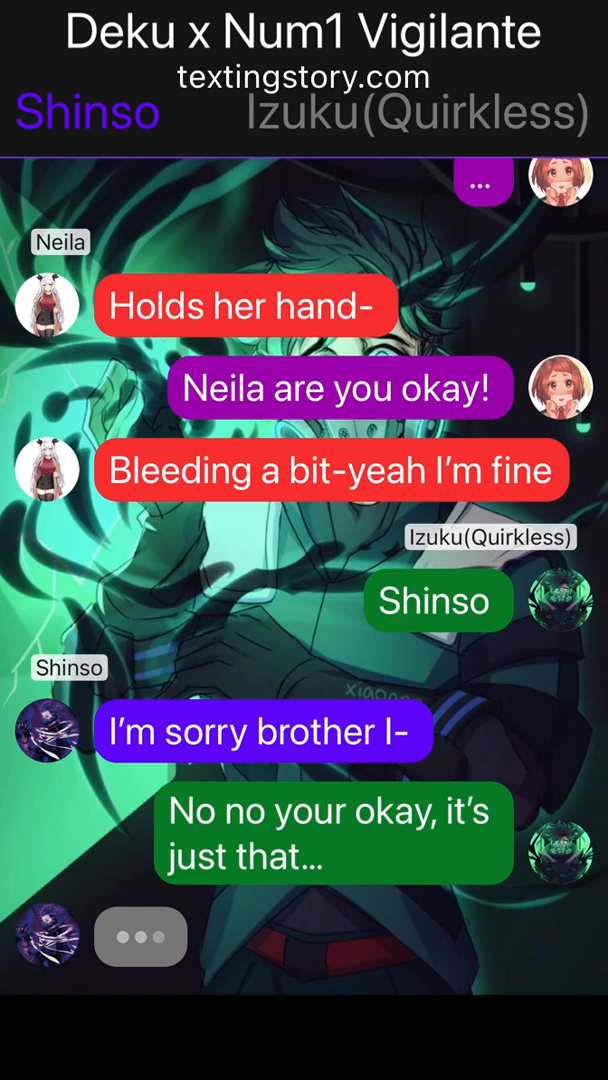 Deku x Num1 Vigilante
textingstory.com
Shinso Izuku(Quirkless)
...
Neila
Holds her hand-
Neila are you okay!
Bleeding a bit-yeah I’m fine
Izuku(Quirkless)
Shinso
Shinso
I’m sorry brother I-
No no your okay, it’s
just that...